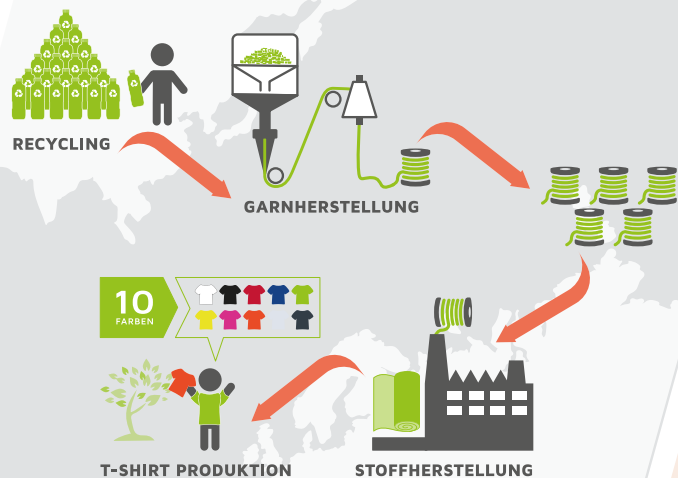 RECYCLING
GARNHERSTELLUNG
10
FARBEN
T-SHIRT PRODUKTION
STOFFHERSTELLUNG